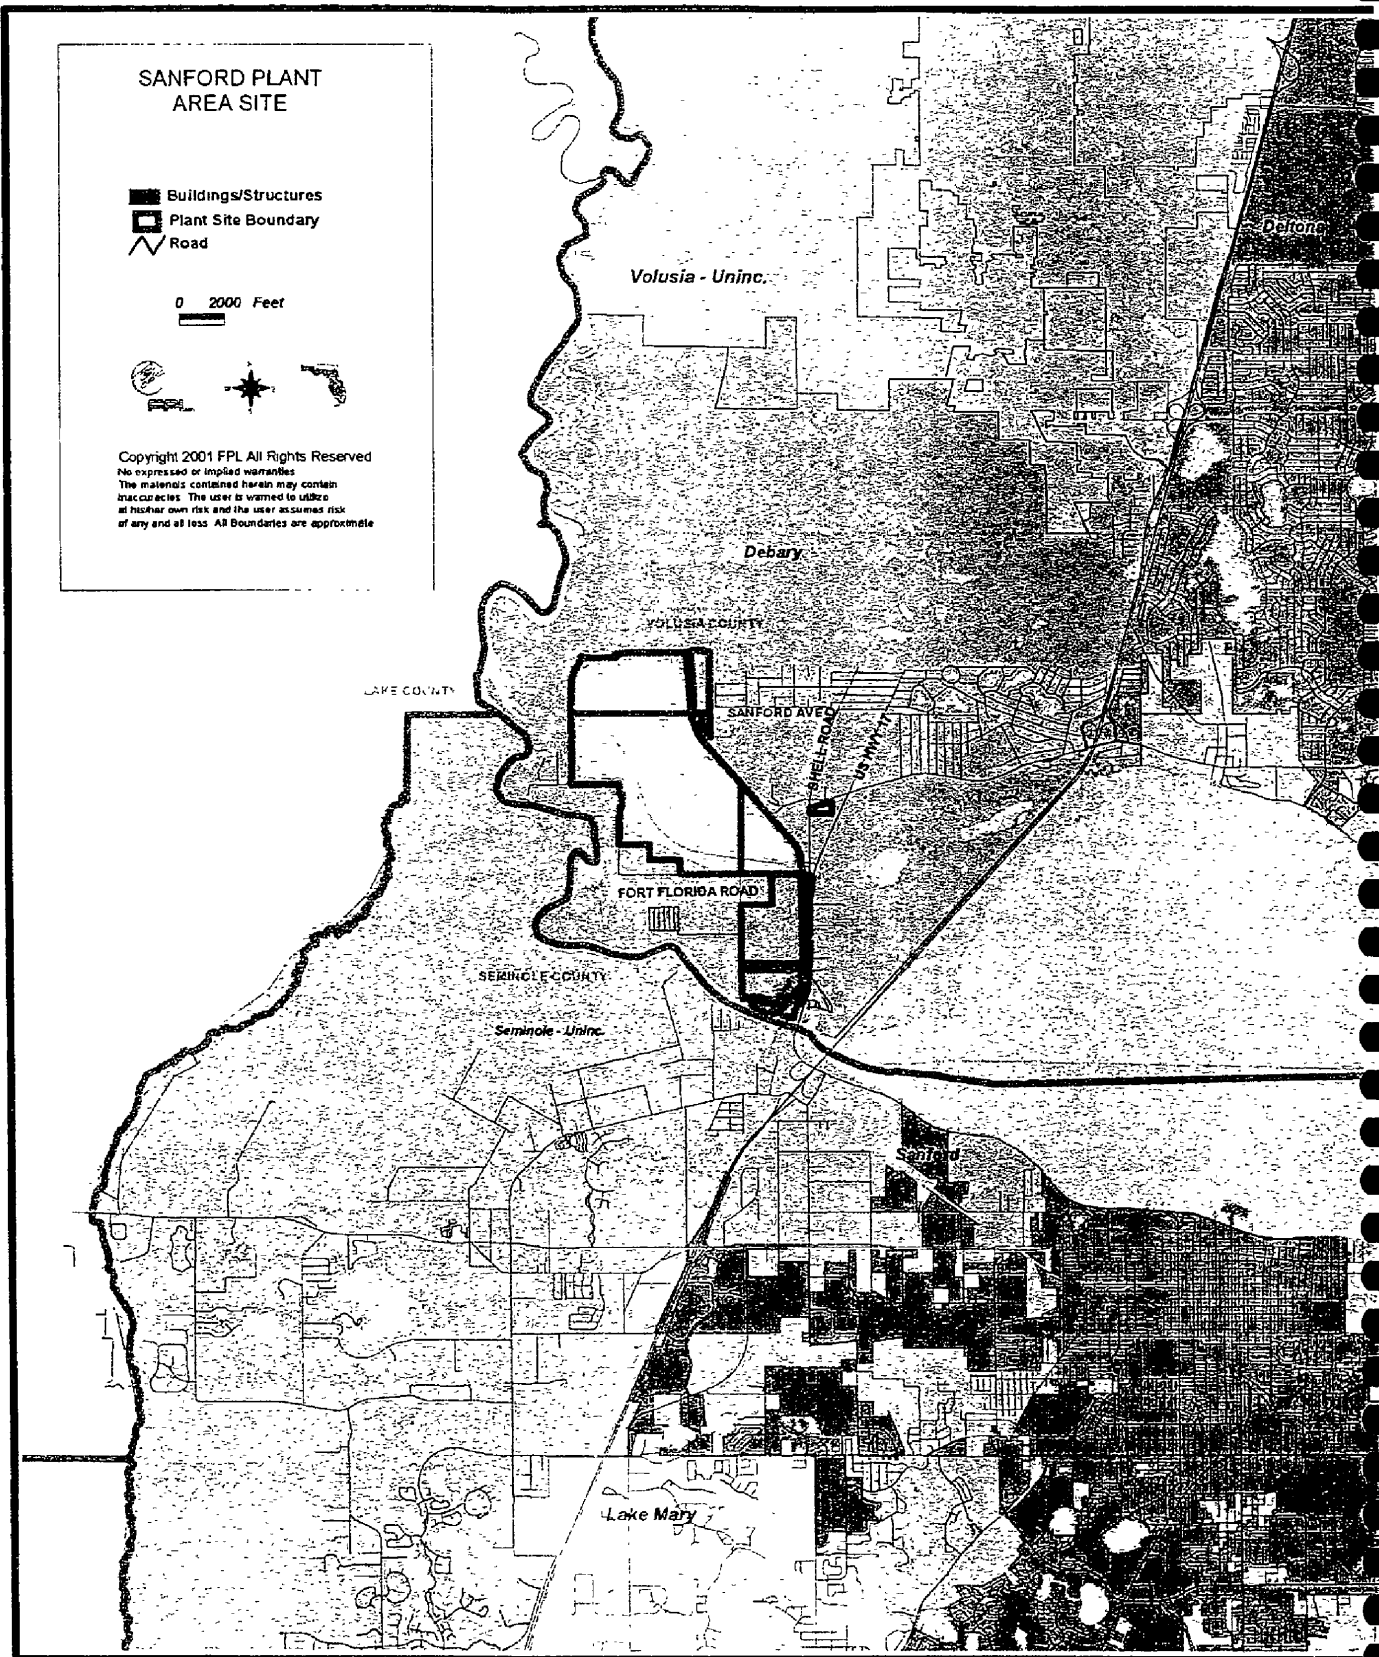 SANFORD PLANT
AREA SITE
Buildings/Structures
Plant Site Boundary
Road
0 2000 Feet
FPL
Copyright 2001 FPL All Rights Reserved
No expressed or implied warranties
The materials contained herein may contain
inaccuracies The user is warned to utilize
at his/her own risk and the user assumes risk
of any and all loss All Boundaries are approximate
Volusia - Uninc.
Deltona
Debary
VOLUSIA COUNTY
LAKE COUNTY
SANFORD AVE
SHELL ROAD
US HWY 17
FORT FLORIDA ROAD
SEMINOLE COUNTY
Seminole - Uninc.
Sanford
Lake Mary